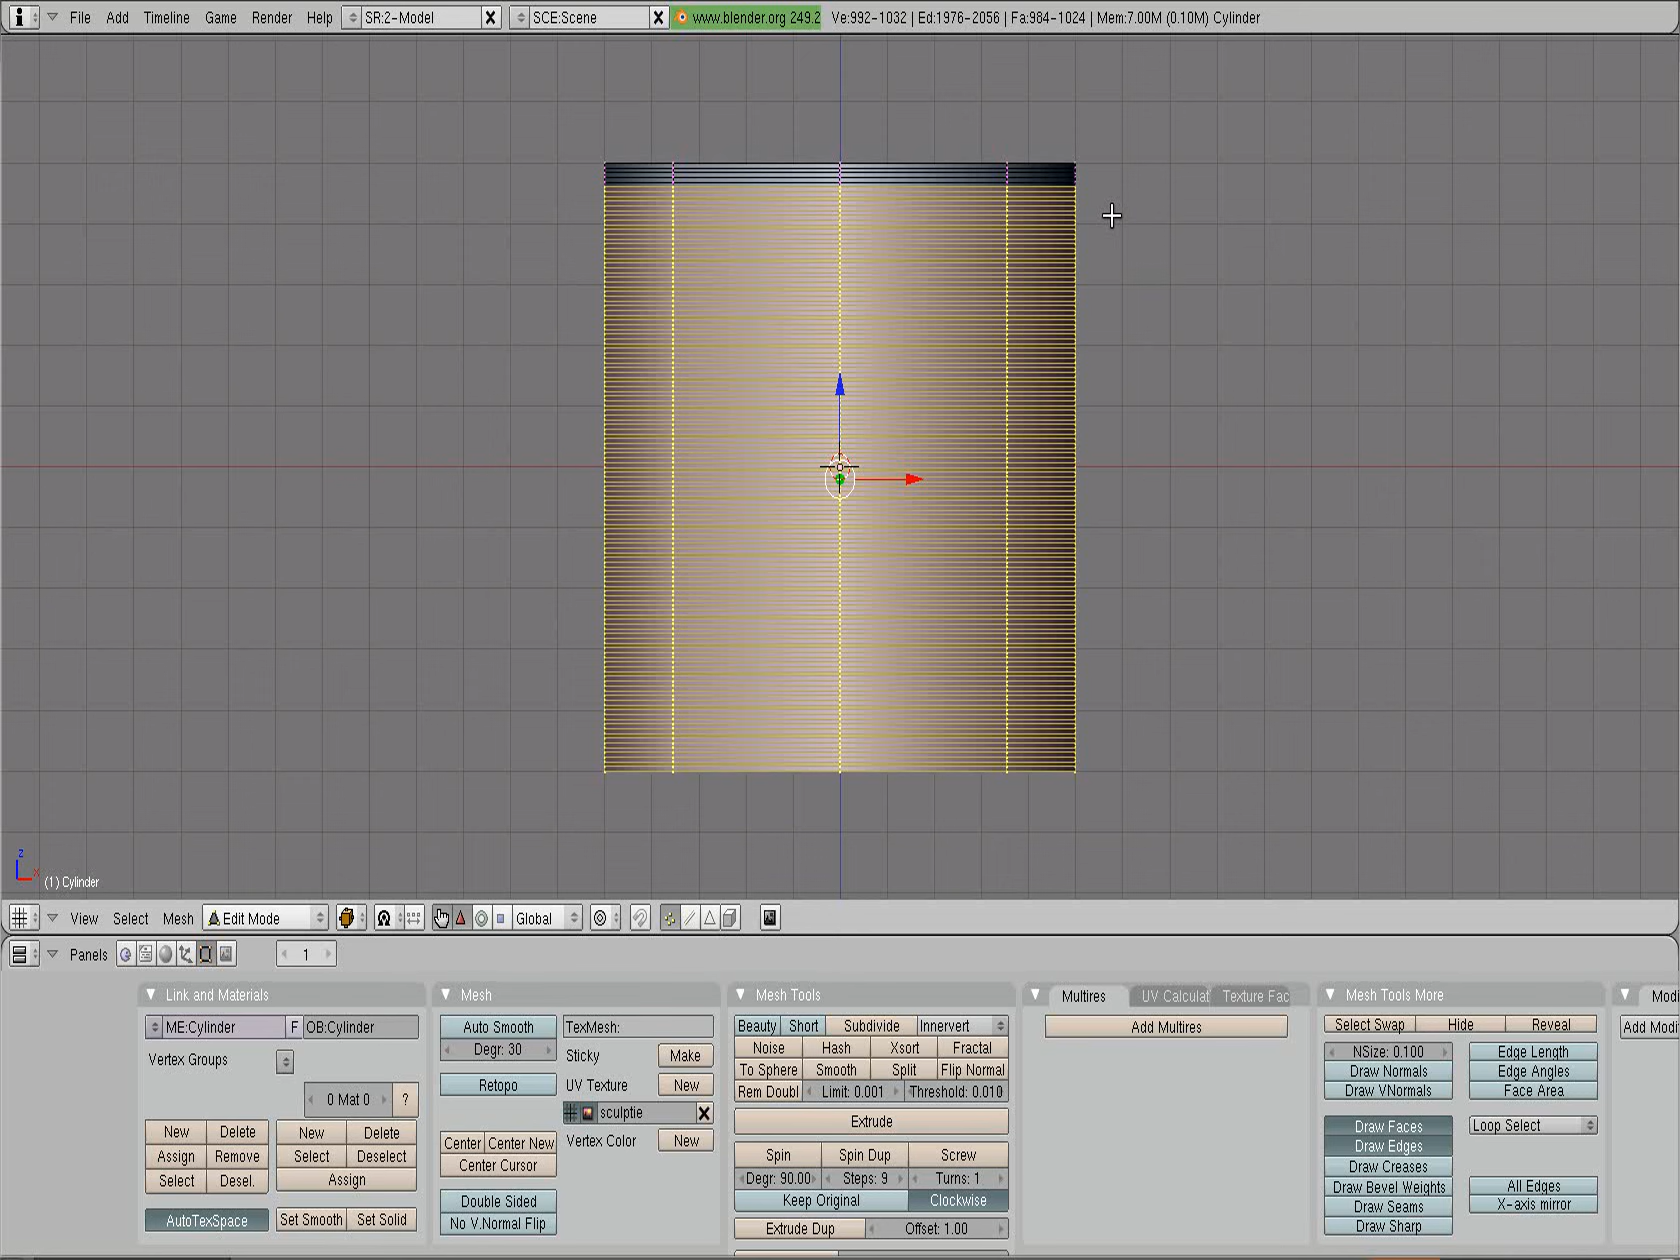 File Add Timeline Game Render Help SR:2-Model SCE:Scene www.blender.org 249.2 Ve:992-1032 | Ed:1976-2056 | Fa:984-1024 | Mem:7.00M (0.10M) Cylinder
z
x
(1) Cylinder
View Select Mesh Edit Mode Global
Panels 1
Link and Materials
ME:Cylinder F OB:Cylinder
Vertex Groups
0 Mat 0 ?
New Delete New Delete
Assign Remove Select Deselect
Select Desel. Assign
AutoTexSpace Set Smooth Set Solid
Mesh
Auto Smooth TexMesh:
Degr: 30 Sticky Make
Retopo UV Texture New
sculptie
Center Center New Vertex Color New
Center Cursor
Double Sided
No V.Normal Flip
Mesh Tools
Beauty Short Subdivide Innervert
Noise Hash Xsort Fractal
To Sphere Smooth Split Flip Normal
Rem Doubl Limit: 0.001 Threshold: 0.010
Extrude
Spin Spin Dup Screw
Degr: 90.00 Steps: 9 Turns: 1
Keep Original Clockwise
Extrude Dup Offset: 1.00
Multires UV Calculat Texture Fac
Add Multires
Mesh Tools More
Select Swap Hide Reveal
NSize: 0.100 Edge Length
Draw Normals Edge Angles
Draw VNormals Face Area
Draw Faces Loop Select
Draw Edges
Draw Creases
Draw Bevel Weights All Edges
Draw Seams X-axis mirror
Draw Sharp
Modi
Add Modi